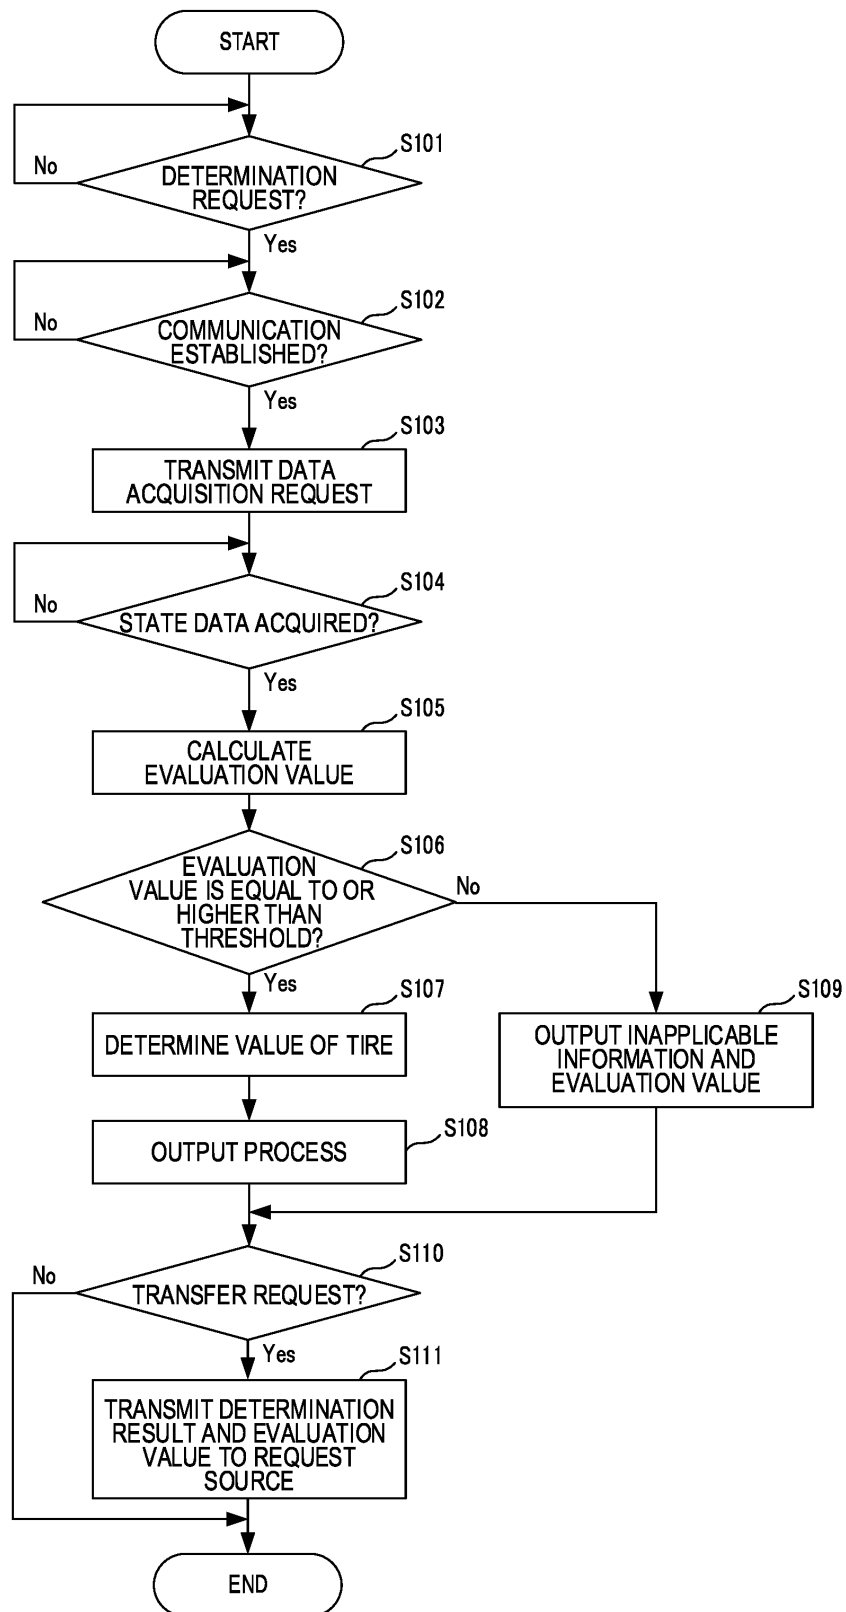 START
S101
No
DETERMINATION
REQUEST?
Yes
S102
No
COMMUNICATION
ESTABLISHED?
Yes
S103
TRANSMIT DATA
ACQUISITION REQUEST
S104
No
STATE DATA ACQUIRED?
Yes
S105
CALCULATE
EVALUATION VALUE
S106
EVALUATION
VALUE IS EQUAL TO OR
HIGHER THAN
THRESHOLD?
No
Yes
S107
DETERMINE VALUE OF TIRE
S109
OUTPUT INAPPLICABLE
INFORMATION AND
EVALUATION VALUE
S108
OUTPUT PROCESS
S110
No
TRANSFER REQUEST?
Yes
S111
TRANSMIT DETERMINATION
RESULT AND EVALUATION
VALUE TO REQUEST
SOURCE
END